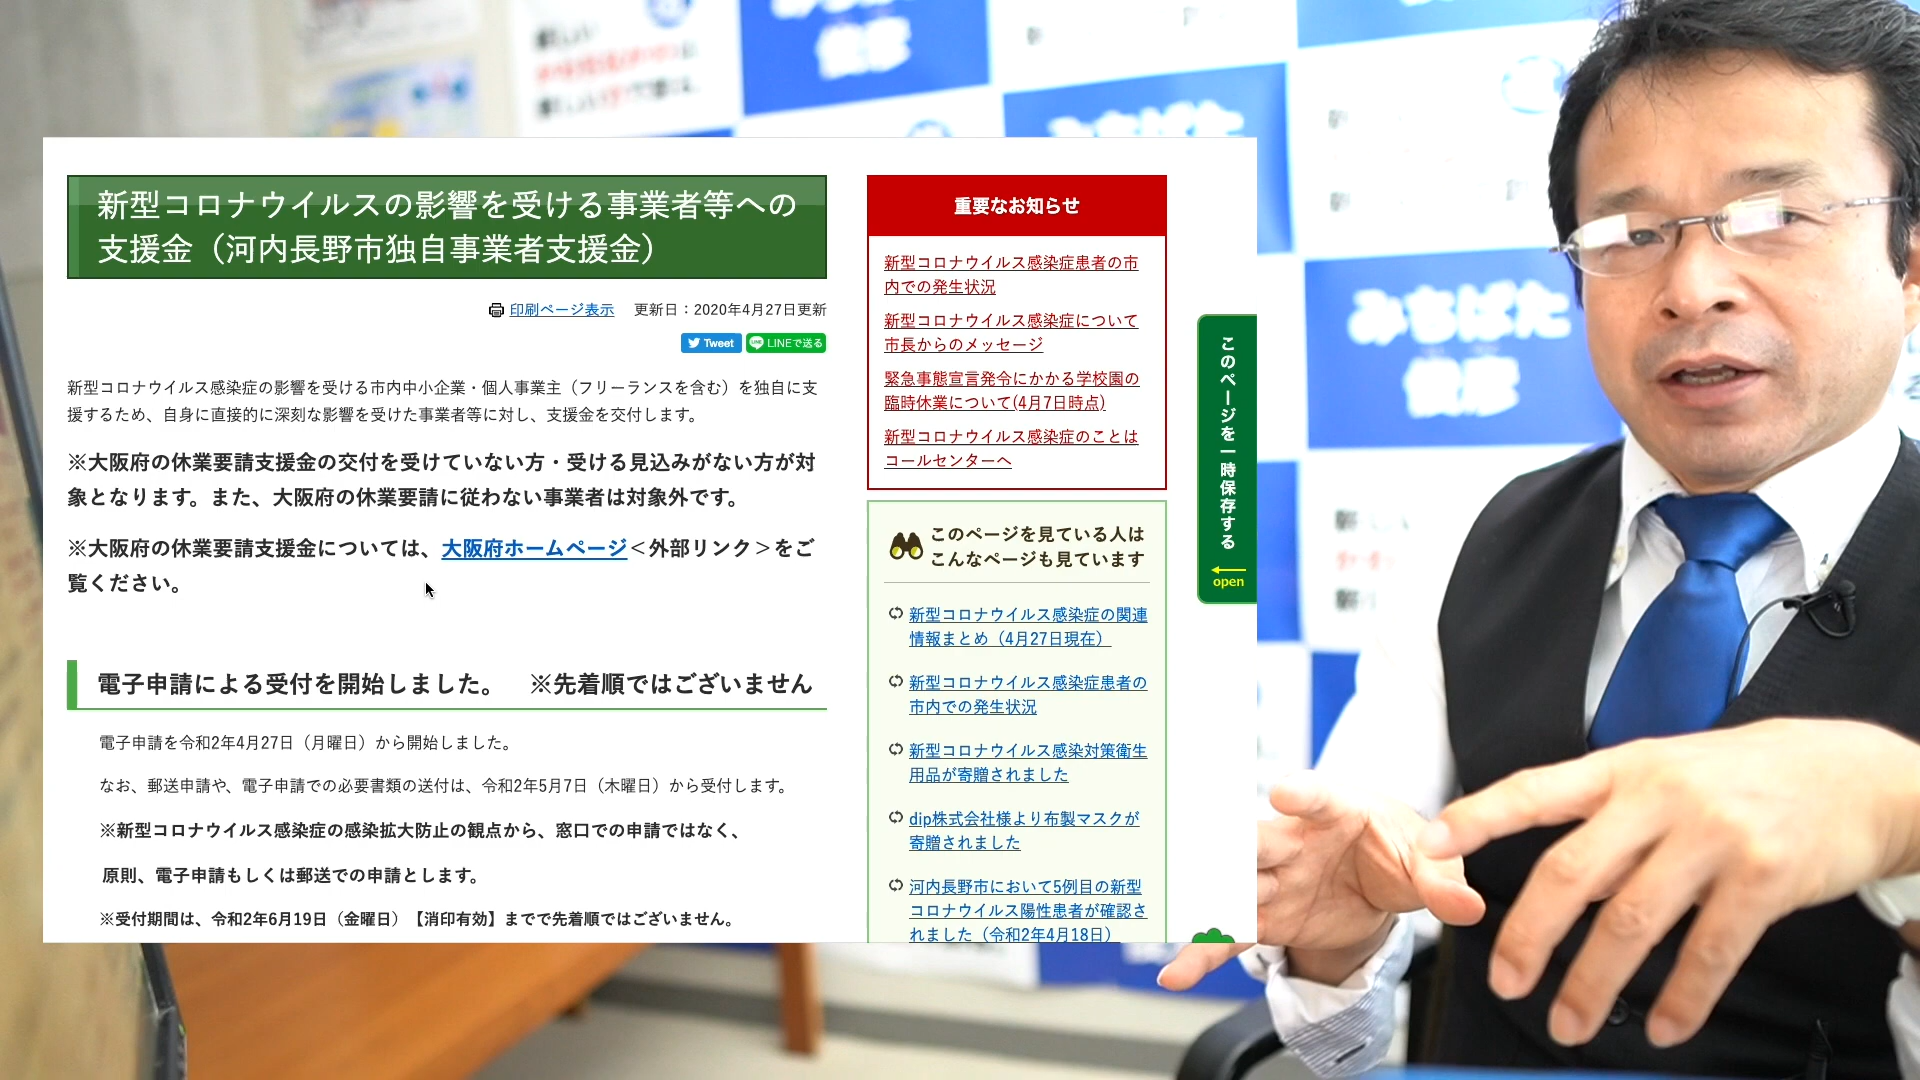 新型コロナウイルスの影響を受ける事業者等への
支援金（河内長野市独自事業者支援金）
印刷ページ表示 更新日：2020年4月27日更新
Tweet LINEで送る
新型コロナウイルス感染症の影響を受ける市内中小企業・個人事業主（フリーランスを含む）を独自に支
援するため、自身に直接的に深刻な影響を受けた事業者等に対し、支援金を交付します。
※大阪府の休業要請支援金の交付を受けていない方・受ける見込みがない方が対
象となります。また、大阪府の休業要請に従わない事業者は対象外です。
※大阪府の休業要請支援金については、大阪府ホームページ＜外部リンク＞をご
覧ください。
電子申請による受付を開始しました。　※先着順ではございません
電子申請を令和2年4月27日（月曜日）から開始しました。
なお、郵送申請や、電子申請での必要書類の送付は、令和2年5月7日（木曜日）から受付します。
※新型コロナウイルス感染症の感染拡大防止の観点から、窓口での申請ではなく、
原則、電子申請もしくは郵送での申請とします。
※受付期間は、令和2年6月19日（金曜日）【消印有効】までで先着順ではございません。
重要なお知らせ
新型コロナウイルス感染症患者の市
内での発生状況
新型コロナウイルス感染症について
市長からのメッセージ
緊急事態宣言発令にかかる学校園の
臨時休業について(4月7日時点)
新型コロナウイルス感染症のことは
コールセンターへ
このページを見ている人は
こんなページも見ています
新型コロナウイルス感染症の関連
情報まとめ（4月27日現在）
新型コロナウイルス感染症患者の
市内での発生状況
新型コロナウイルス感染対策衛生
用品が寄贈されました
dip株式会社様より布製マスクが
寄贈されました
河内長野市において5例目の新型
コロナウイルス陽性患者が確認さ
れました（令和2年4月18日）
このページを一時保存する
open
みちばた
俊彦